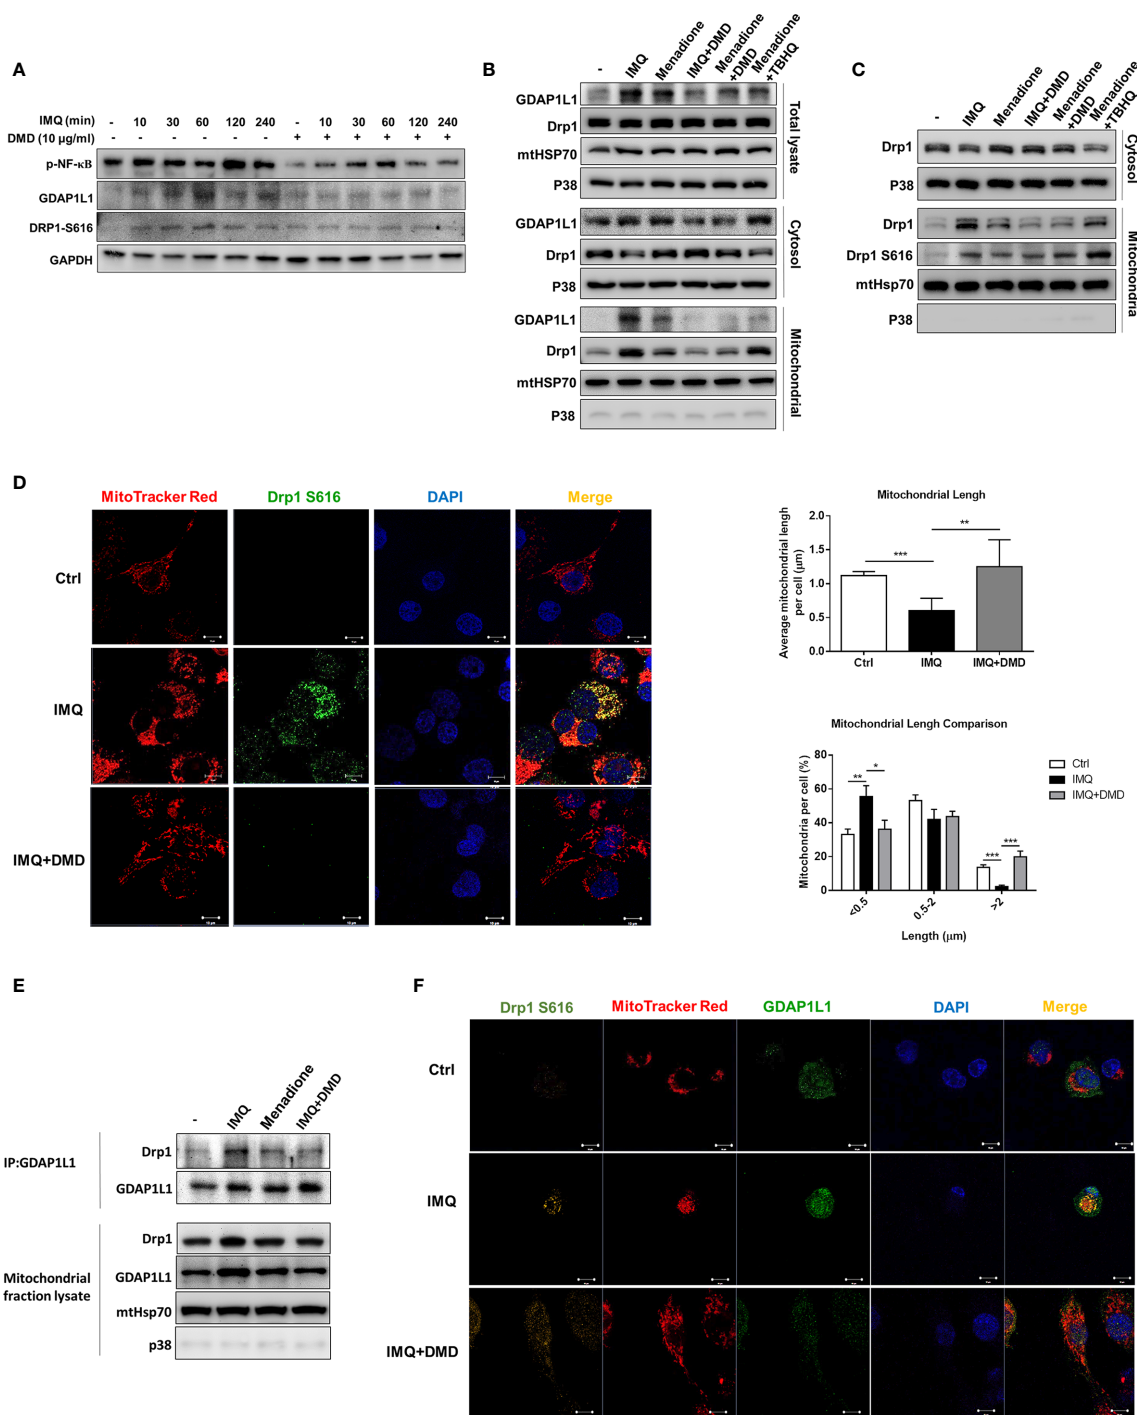 A
IMQ (min) - 10 30 60 120 240 - 10 30 60 120 240
DMD (10 µg/ml) - - - - - - + + + + + +
p-NF-κB
GDAP1L1
DRP1-S616
GAPDH
B
- IMQ Menadione IMQ+DMD Menadione +DMD Menadione +TBHQ
GDAP1L1
Drp1
mtHSP70
P38
Total lysate
GDAP1L1
Drp1
P38
Cytosol
GDAP1L1
Drp1
mtHSP70
P38
Mitochondrial
C
- IMQ Menadione IMQ+DMD Menadione +DMD Menadione +TBHQ
Drp1
P38
Cytosol
Drp1
Drp1 S616
mtHsp70
P38
Mitochondria
D
MitoTracker Red Drp1 S616 DAPI Merge
Ctrl
IMQ
IMQ+DMD
Mitochondrial Lengh
Average mitochondrial lengh
per cell (µm)
2.0
1.5
1.0
0.5
0.0
***
**
Ctrl IMQ IMQ+DMD
Mitochondrial Lengh Comparison
Mitochondria per cell (%)
80
60
40
20
0
** *
*** ***
Ctrl
IMQ
IMQ+DMD
<0.5 0.5-2 >2
Length (µm)
E
- IMQ Menadione IMQ+DMD
IP:GDAP1L1
Drp1
GDAP1L1
Mitochondrial
fraction lysate
Drp1
GDAP1L1
mtHsp70
p38
F
Drp1 S616 MitoTracker Red GDAP1L1 DAPI Merge
Ctrl
IMQ
IMQ+DMD